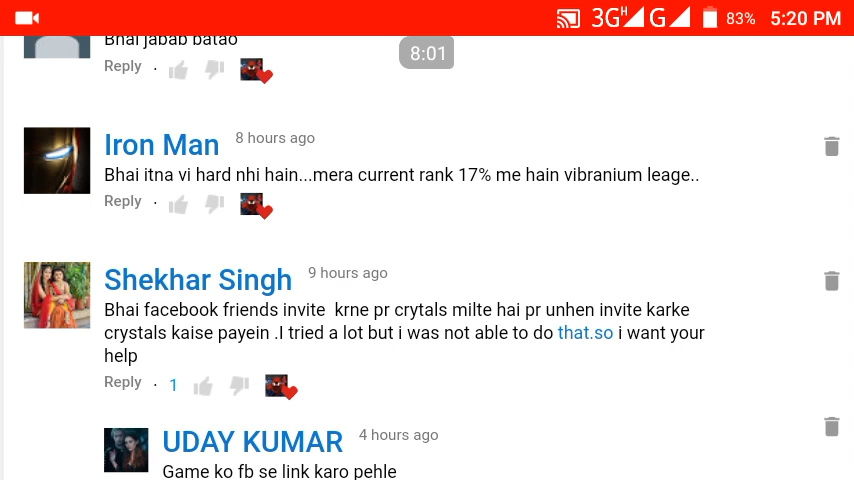 3G H G 83% 5:20 PM
Bhai jabab batao
8:01
Reply ·
Iron Man 8 hours ago
Bhai itna vi hard nhi hain...mera current rank 17% me hain vibranium leage..
Reply ·
Shekhar Singh 9 hours ago
Bhai facebook friends invite krne pr crytals milte hai pr unhen invite karke
crystals kaise payein .I tried a lot but i was not able to do that.so i want your
help
Reply · 1
UDAY KUMAR 4 hours ago
Game ko fb se link karo pehle